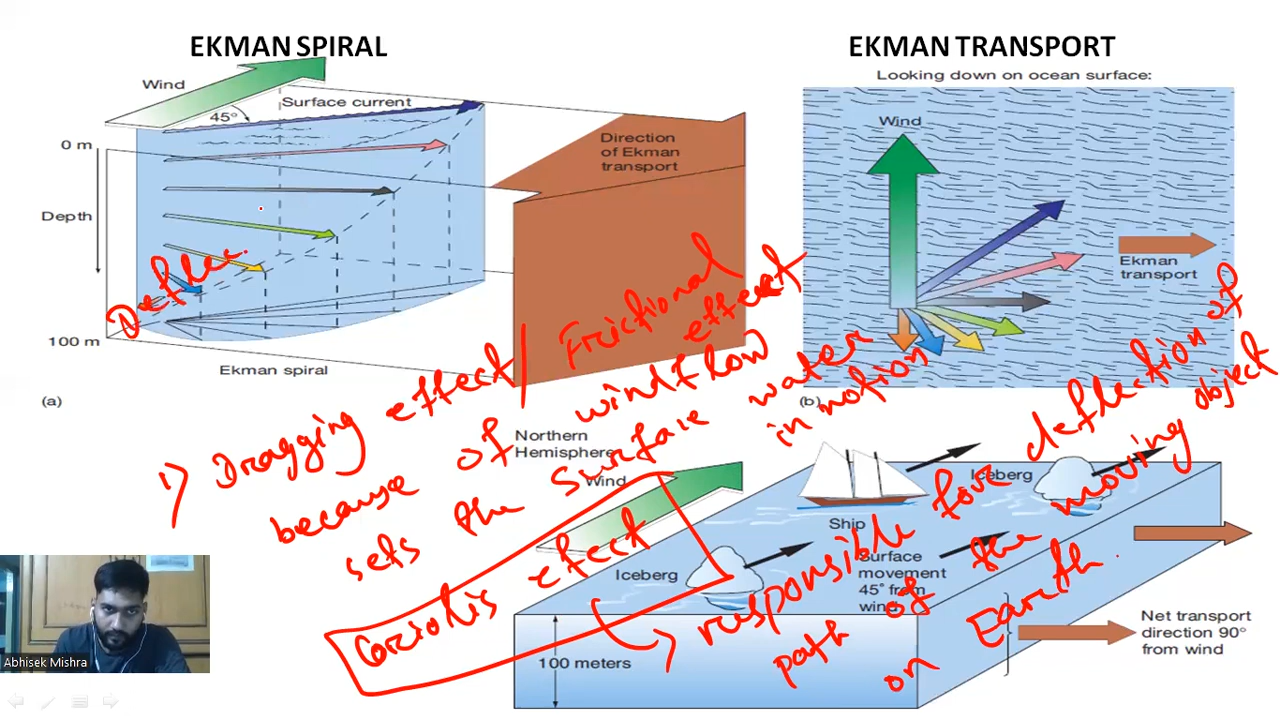 EKMAN SPIRAL
Wind
Surface current
45°
0 m
Depth
100 m
Direction
of Ekman
transport
Ekman spiral
(a)
EKMAN TRANSPORT
Looking down on ocean surface:
Wind
Ekman
transport
(b)
Deflec.
1) Dragging effect/ Frictional effect
because of windflow
sets the surface water
in motion
Coriolis efect
responsible fore deflection of
path of the moving object
on Earth.
Northern
Hemisphere
Wind
Ship
Iceberg
Iceberg
Surface
movement
45° from
wind
100 meters
Net transport
direction 90°
from wind
Abhisek Mishra